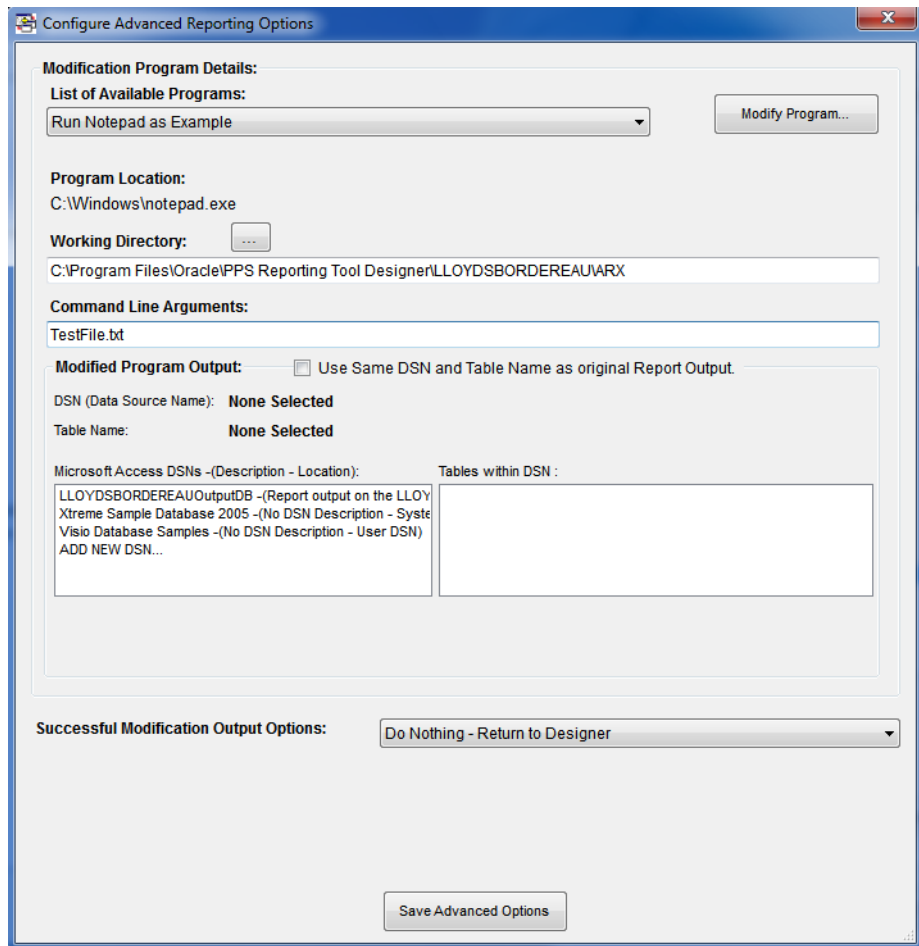 Configure Advanced Reporting Options
x
Modification Program Details:
List of Available Programs:
Run Notepad as Example
Modify Program...
Program Location:
C:\Windows\notepad.exe
Working Directory:
...
C:\Program Files\Oracle\PPS Reporting Tool Designer\LLOYDSBORDEREAU\ARX
Command Line Arguments:
TestFile.txt
Modified Program Output:
Use Same DSN and Table Name as original Report Output.
DSN (Data Source Name): None Selected
Table Name: None Selected
Microsoft Access DSNs -(Description - Location):
LLOYDSBORDEREAUOutputDB -(Report output on the LLOY
Xtreme Sample Database 2005 -(No DSN Description - Syste
Visio Database Samples -(No DSN Description - User DSN)
ADD NEW DSN...
Tables within DSN :
Successful Modification Output Options:
Do Nothing - Return to Designer
Save Advanced Options